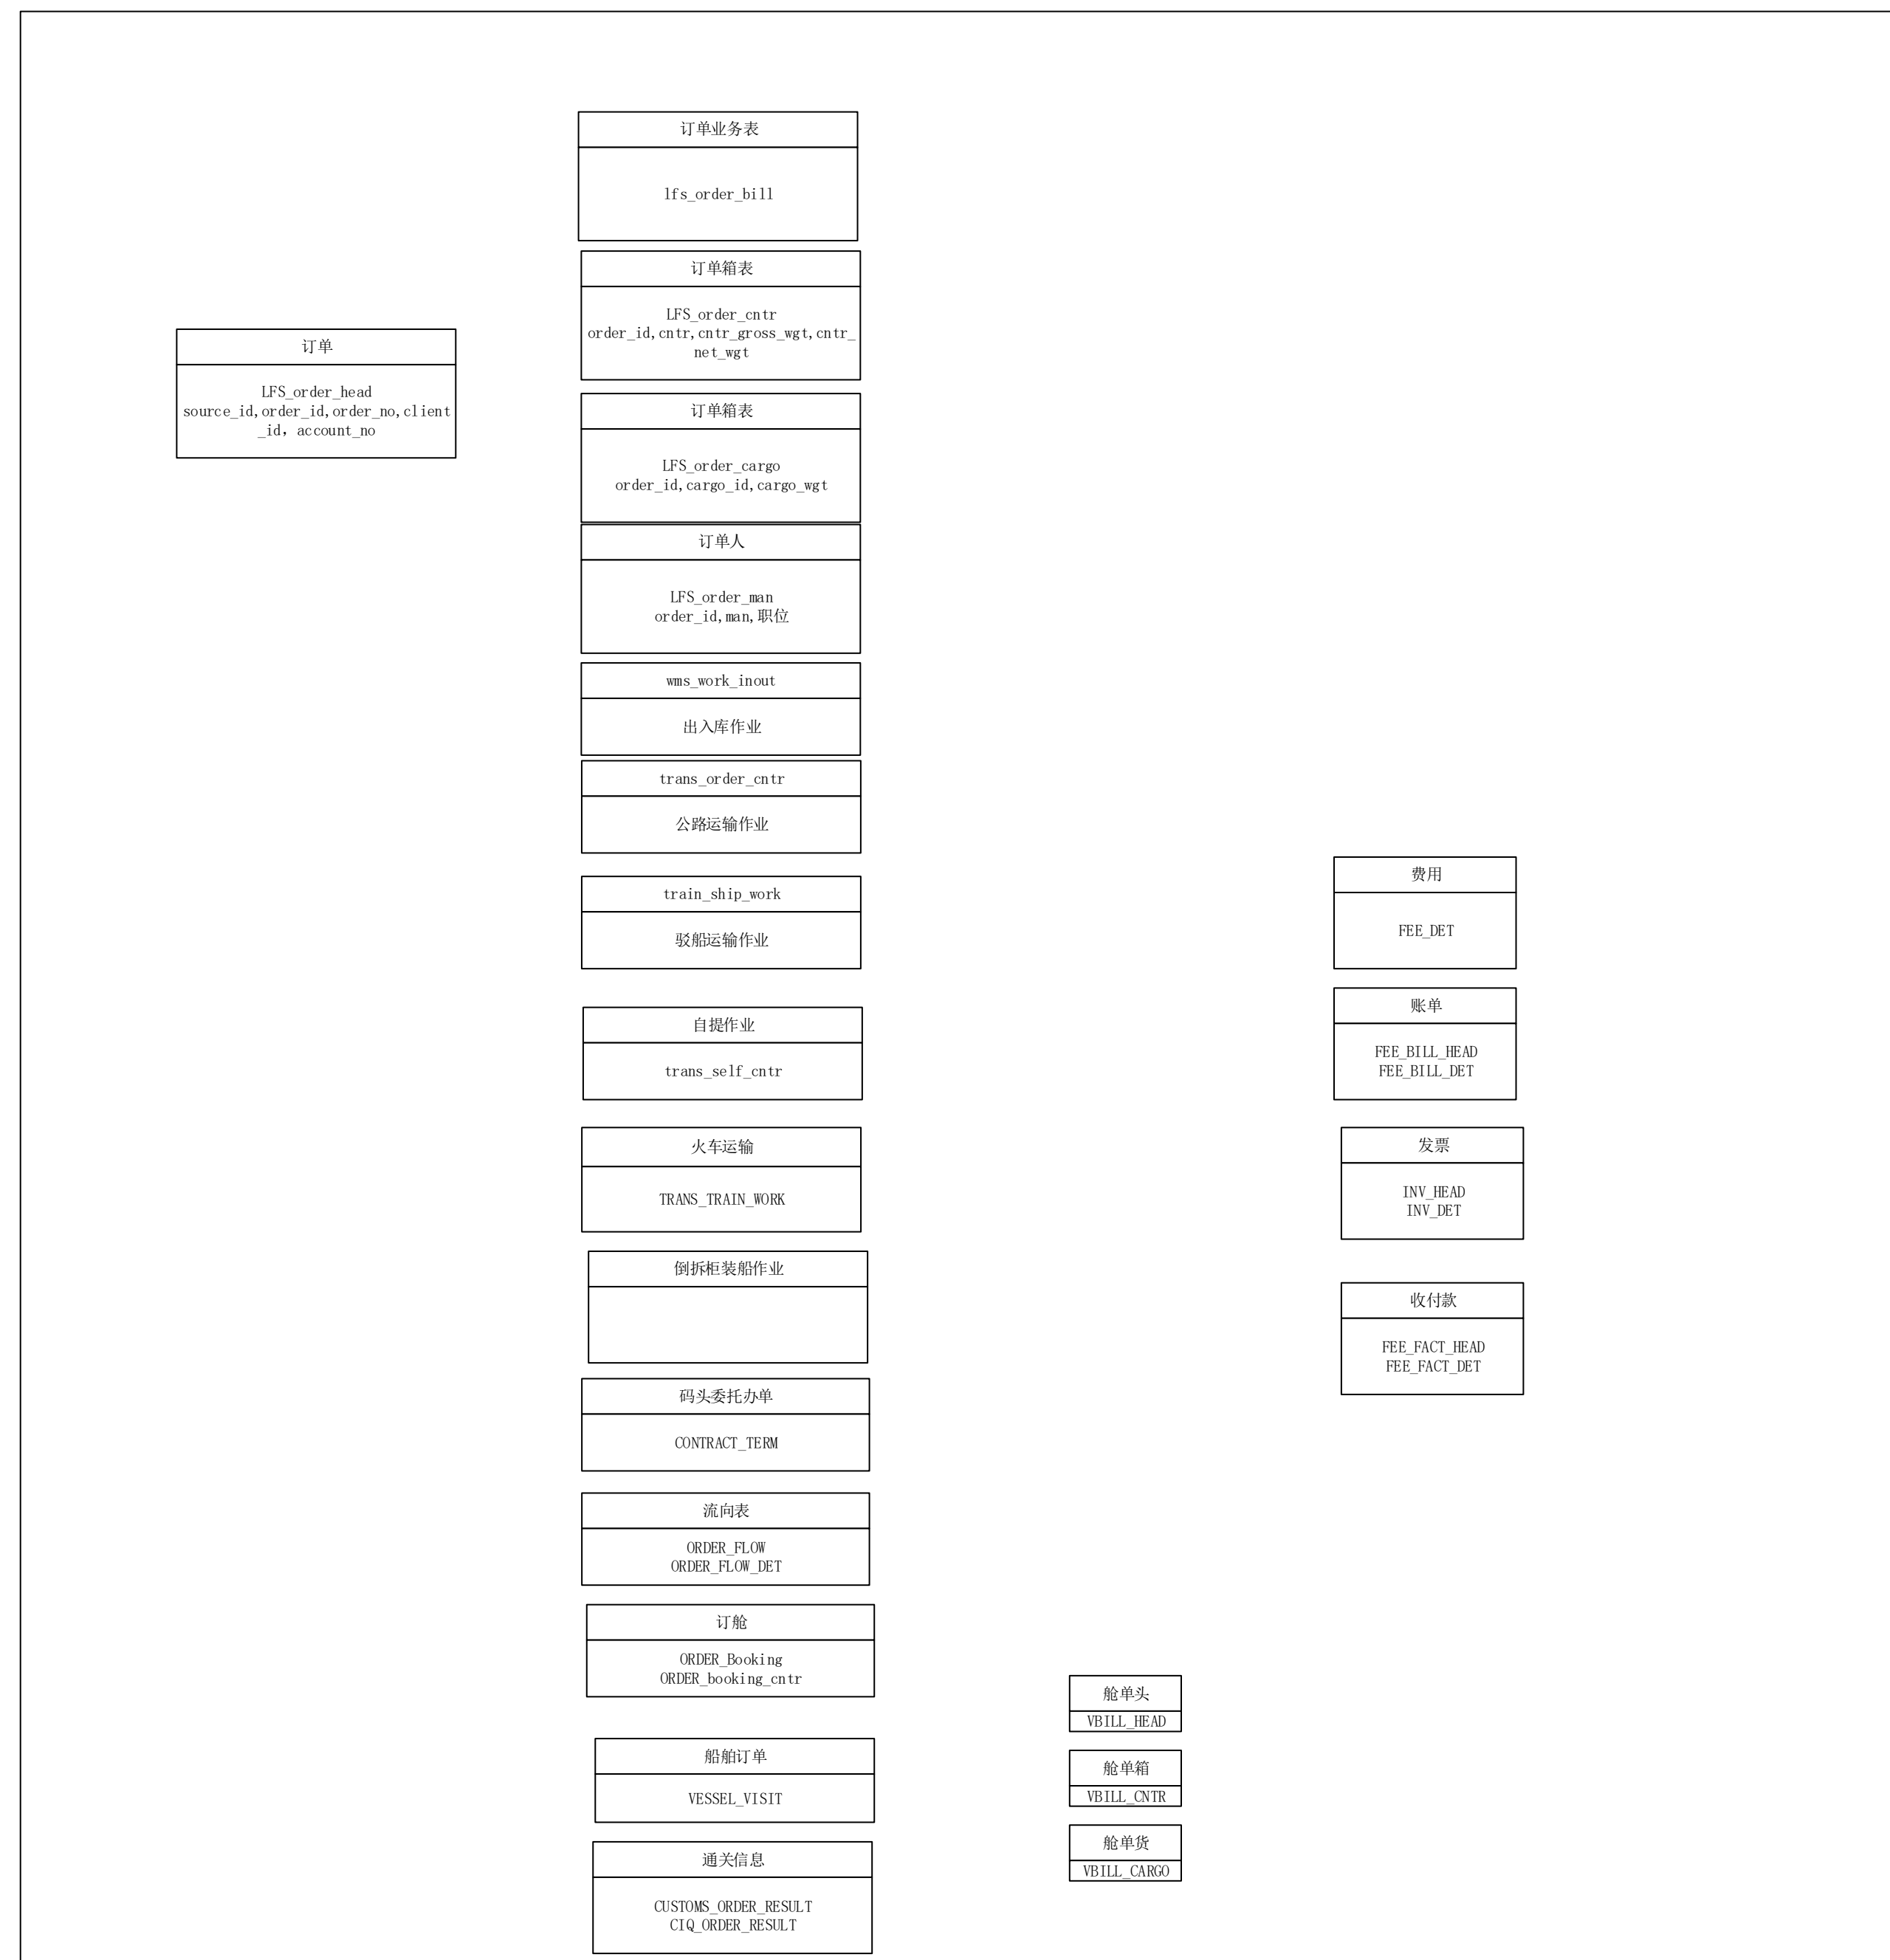 订单业务表
lfs_order_bill
订单箱表
LFS_order_cntr
order_id,cntr,cntr_gross_wgt,cntr_
net_wgt
订单
LFS_order_head
source_id,order_id,order_no,client
_id, account_no
订单箱表
LFS_order_cargo
order_id,cargo_id,cargo_wgt
订单人
LFS_order_man
order_id,man,职位
wms_work_inout
出入库作业
trans_order_cntr
公路运输作业
train_ship_work
驳船运输作业
自提作业
trans_self_cntr
火车运输
TRANS_TRAIN_WORK
倒拆柜装船作业
码头委托办单
CONTRACT_TERM
流向表
ORDER_FLOW
ORDER_FLOW_DET
订舱
ORDER_Booking
ORDER_booking_cntr
船舶订单
VESSEL_VISIT
通关信息
CUSTOMS_ORDER_RESULT
CIQ_ORDER_RESULT
舱单头
VBILL_HEAD
舱单箱
VBILL_CNTR
舱单货
VBILL_CARGO
费用
FEE_DET
账单
FEE_BILL_HEAD
FEE_BILL_DET
发票
INV_HEAD
INV_DET
收付款
FEE_FACT_HEAD
FEE_FACT_DET